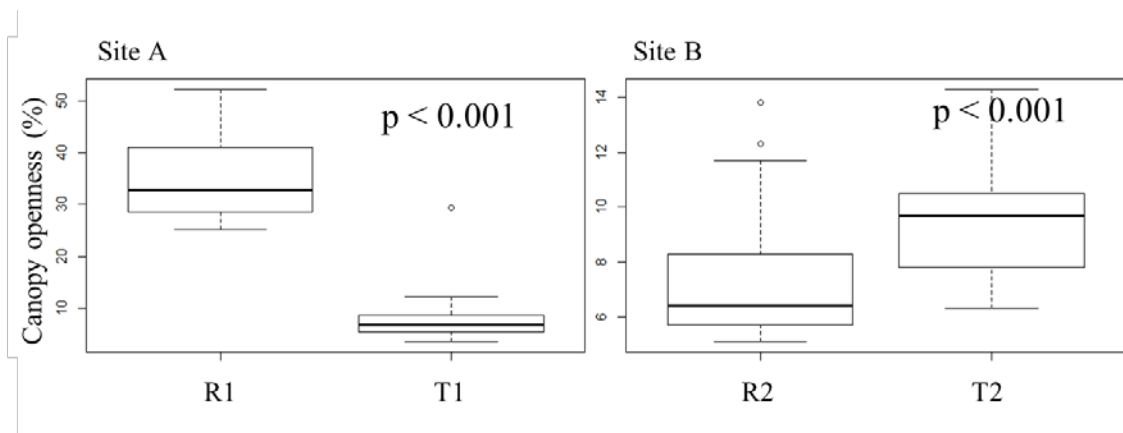 Site A
Site B
Canopy openness (%)
50
40
30
20
10
p < 0.001
R1
T1
14
12
10
8
6
p < 0.001
R2
T2